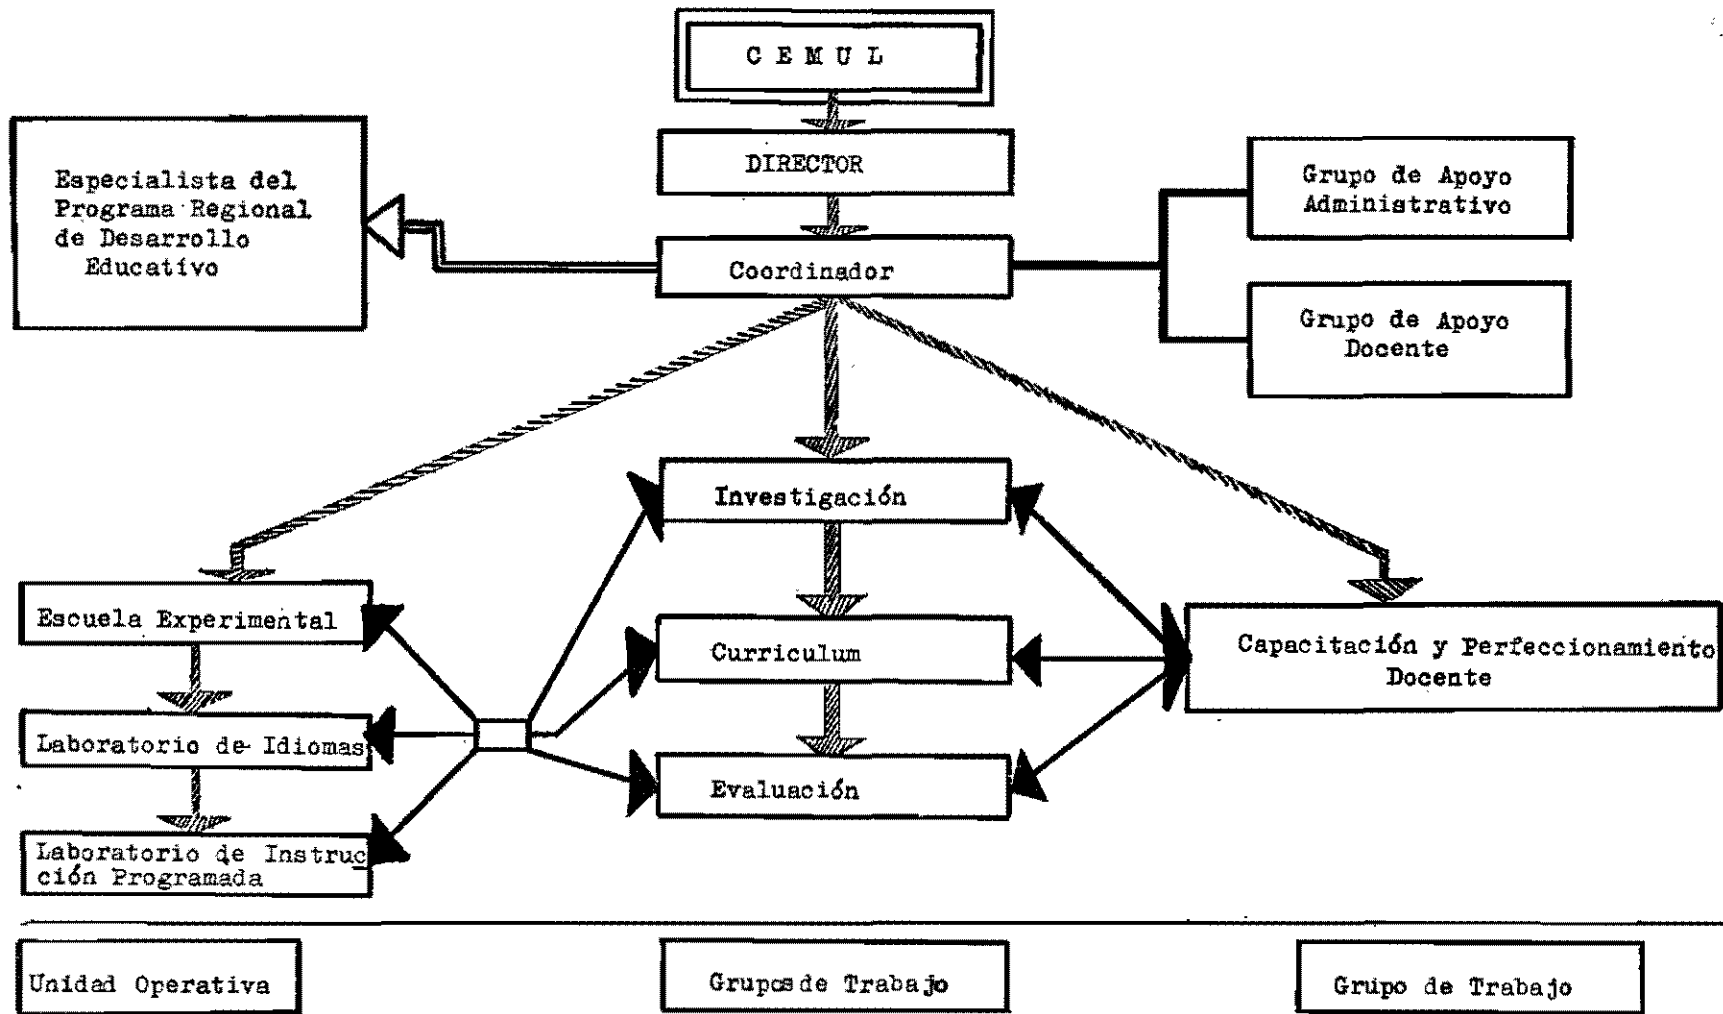 C E M U L
DIRECTOR
Especialista del
Programa Regional
de Desarrollo
Educativo
Coordinador
Grupo de Apoyo
Administrativo
Grupo de Apoyo
Docente
Investigación
Escuela Experimental
Curriculum
Capacitación y Perfeccionamiento
Docente
Laboratorio de Idiomas
Evaluación
Laboratorio de Instruc
ción Programada
Unidad Operativa
Grupos de Trabajo
Grupo de Trabajo